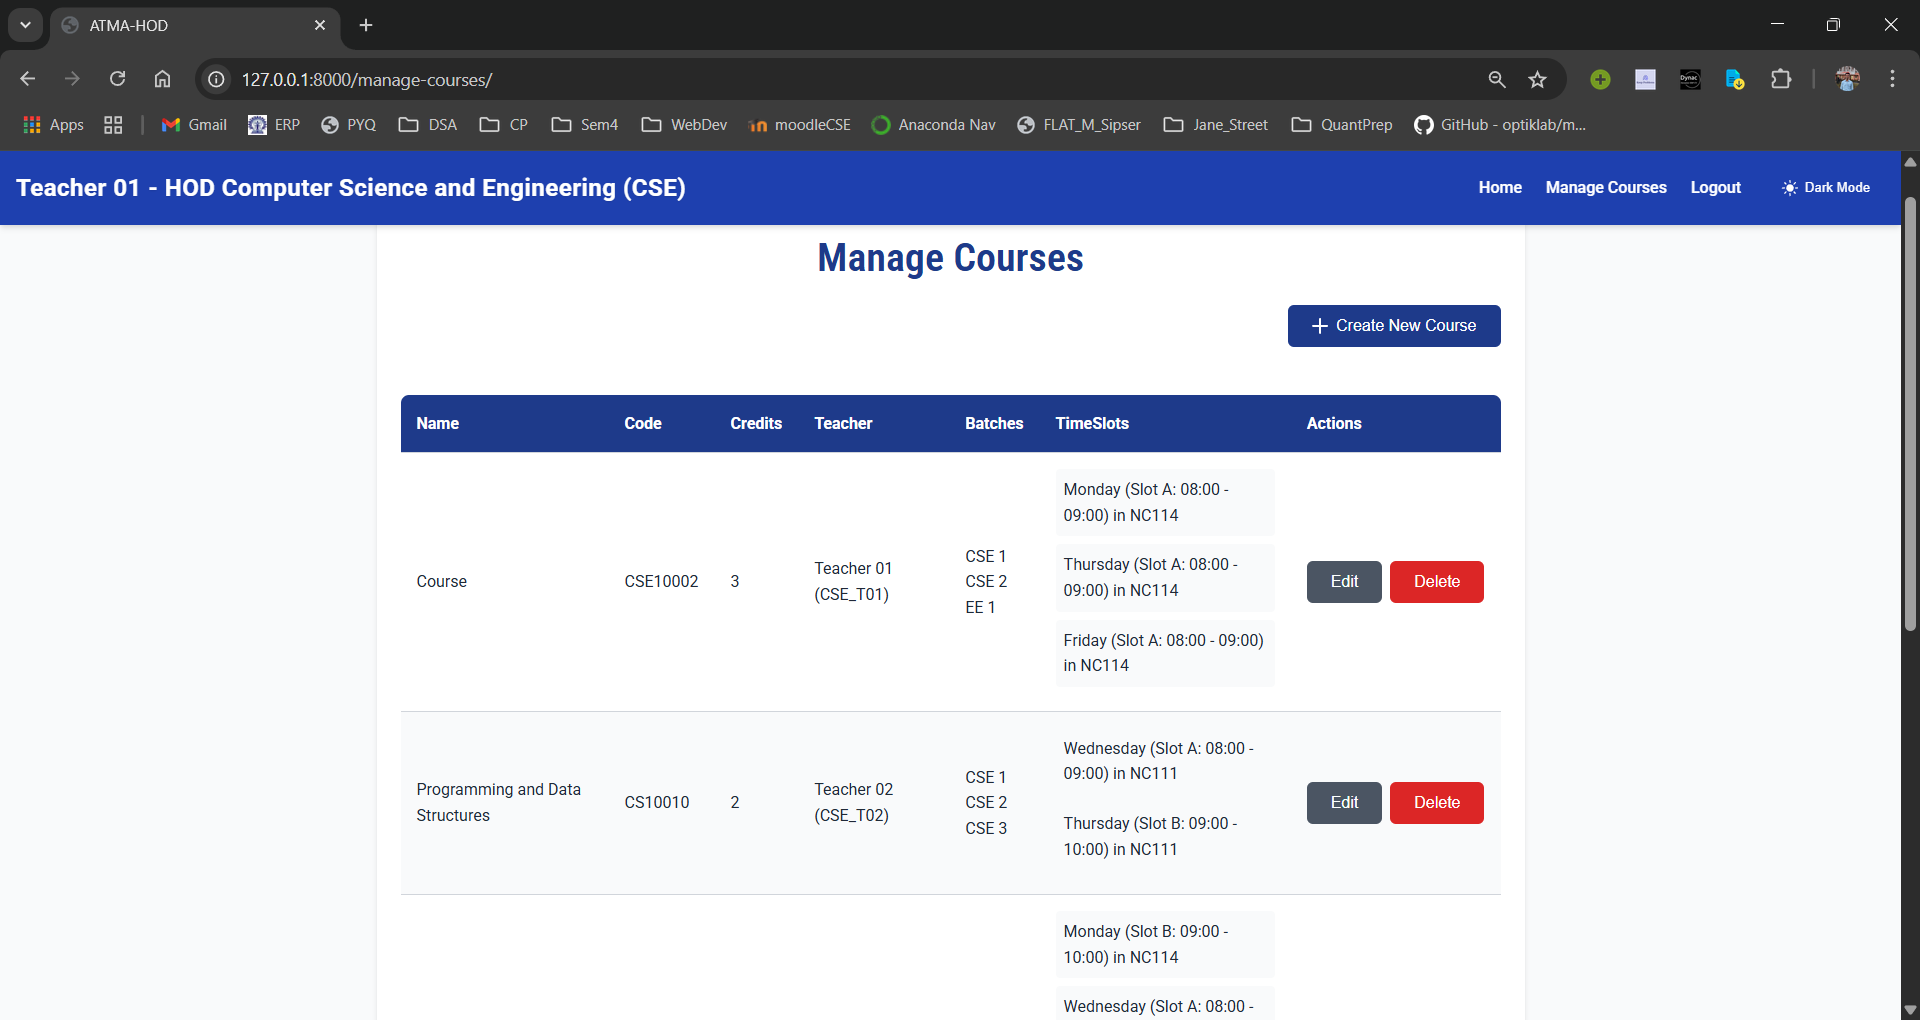 ATMA-HOD
127.0.0.1:8000/manage-courses/
Dynac
Apps
Gmail
ERP
PYQ
DSA
CP
Sem4
WebDev
moodleCSE
Anaconda Nav
FLAT_M_Sipser
Jane_Street
QuantPrep
GitHub - optiklab/m...
Teacher 01 - HOD Computer Science and Engineering (CSE)
Home
Manage Courses
Logout
Dark Mode
Manage Courses
Create New Course
Name
Code
Credits
Teacher
Batches
TimeSlots
Actions
Course
CSE10002
3
Teacher 01
(CSE_T01)
CSE 1
CSE 2
EE 1
Monday (Slot A: 08:00 -
09:00) in NC114
Thursday (Slot A: 08:00 -
09:00) in NC114
Friday (Slot A: 08:00 - 09:00)
in NC114
Edit
Delete
Programming and Data
Structures
CS10010
2
Teacher 02
(CSE_T02)
CSE 1
CSE 2
CSE 3
Wednesday (Slot A: 08:00 -
09:00) in NC111
Thursday (Slot B: 09:00 -
10:00) in NC111
Edit
Delete
Monday (Slot B: 09:00 -
10:00) in NC114
Wednesday (Slot A: 08:00 -